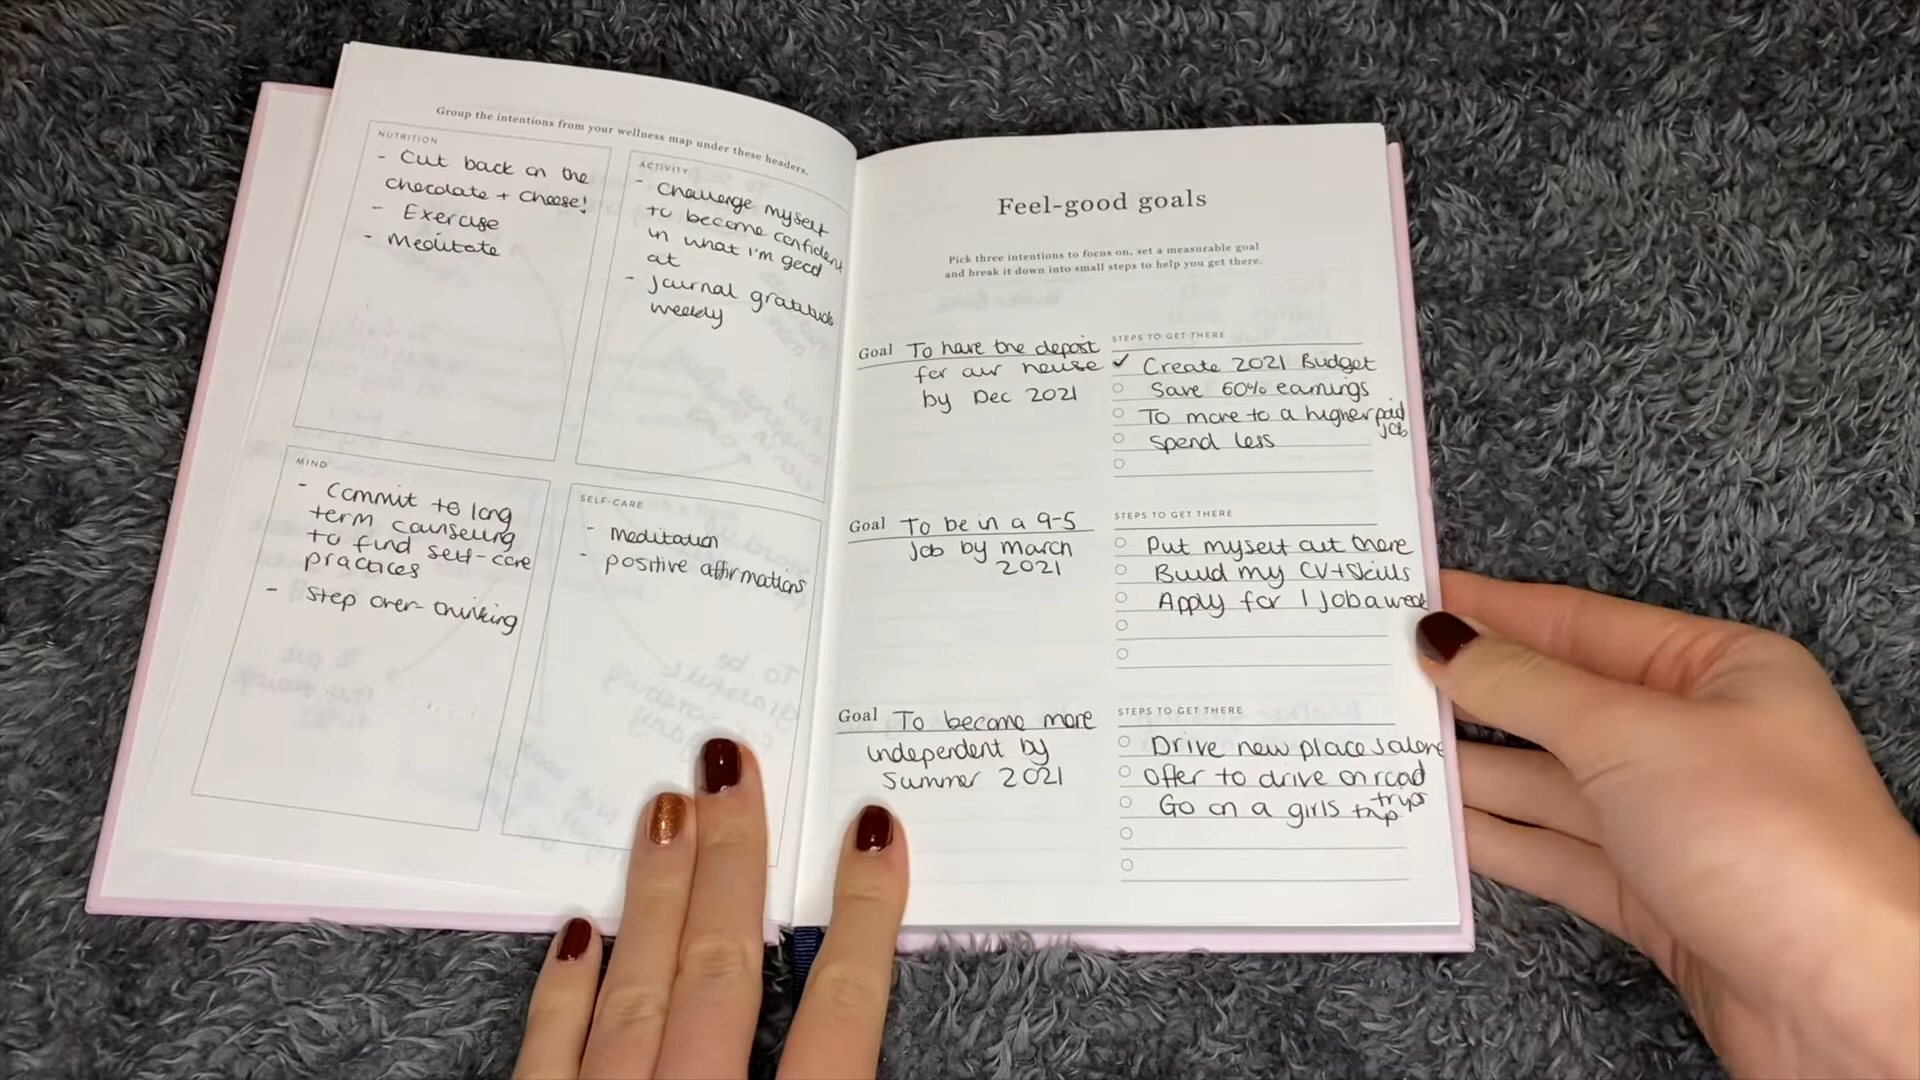 Group the intentions from your wellness map under these headers.
NUTRITION
- Cut back on the
chocolate + cheese!
- Exercise
- Meditate
ACTIVITY
- Challenge myself
to become confident
in what I'm good
at
- Journal gratitude
weekly
MIND
- Commit to long
term counselling
to find self-care
practices
- Stop over-thinking
SELF-CARE
- Meditation
- positive affirmations
Feel-good goals
Pick three intentions to focus on, set a measurable goal
and break it down into small steps to help you get there.
Goal To have the deposit
for our house
by Dec 2021
STEPS TO GET THERE
✓ Create 2021 Budget
Save 60% earnings
To move to a higher paid
job
Spend less
Goal To be in a 9-5
job by March
2021
STEPS TO GET THERE
Put myself out there
Build my CV+skills
Apply for 1 Job a week
Goal To become more
independent by
Summer 2021
STEPS TO GET THERE
Drive new places alone
Offer to drive on road
trips
Go on a girls trip